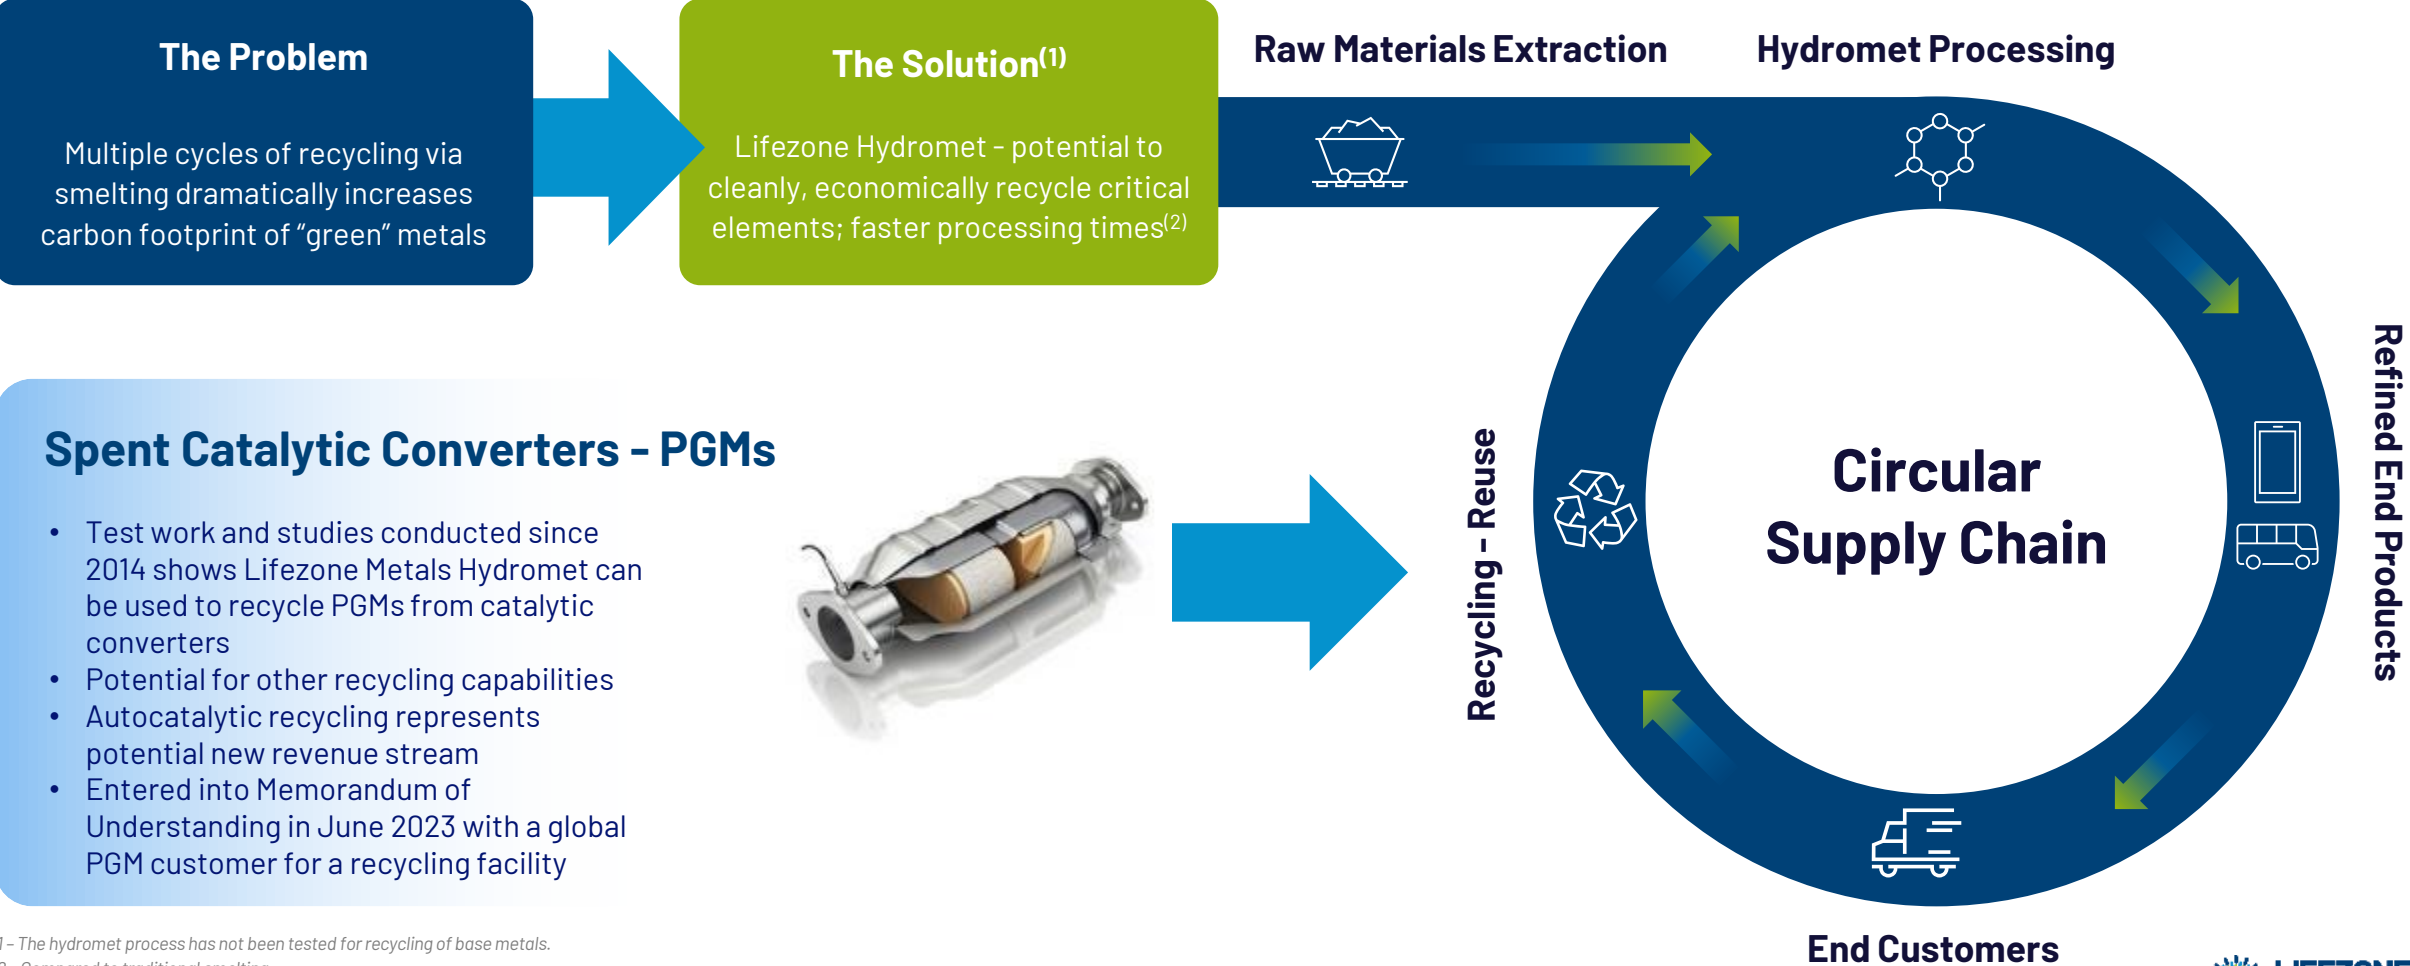 The Problem
Multiple cycles of recycling via
smelting dramatically increases
carbon footprint of “green” metals
The Solution(1)
Lifezone Hydromet - potential to
cleanly, economically recycle critical
elements; faster processing times(2)
Raw Materials Extraction
Hydromet Processing
Refined End Products
End Customers
Recycling - Reuse
Circular
Supply Chain
Spent Catalytic Converters - PGMs
• Test work and studies conducted since
2014 shows Lifezone Metals Hydromet can
be used to recycle PGMs from catalytic
converters
• Potential for other recycling capabilities
• Autocatalytic recycling represents
potential new revenue stream
• Entered into Memorandum of
Understanding in June 2023 with a global
PGM customer for a recycling facility
1 – The hydromet process has not been tested for recycling of base metals.